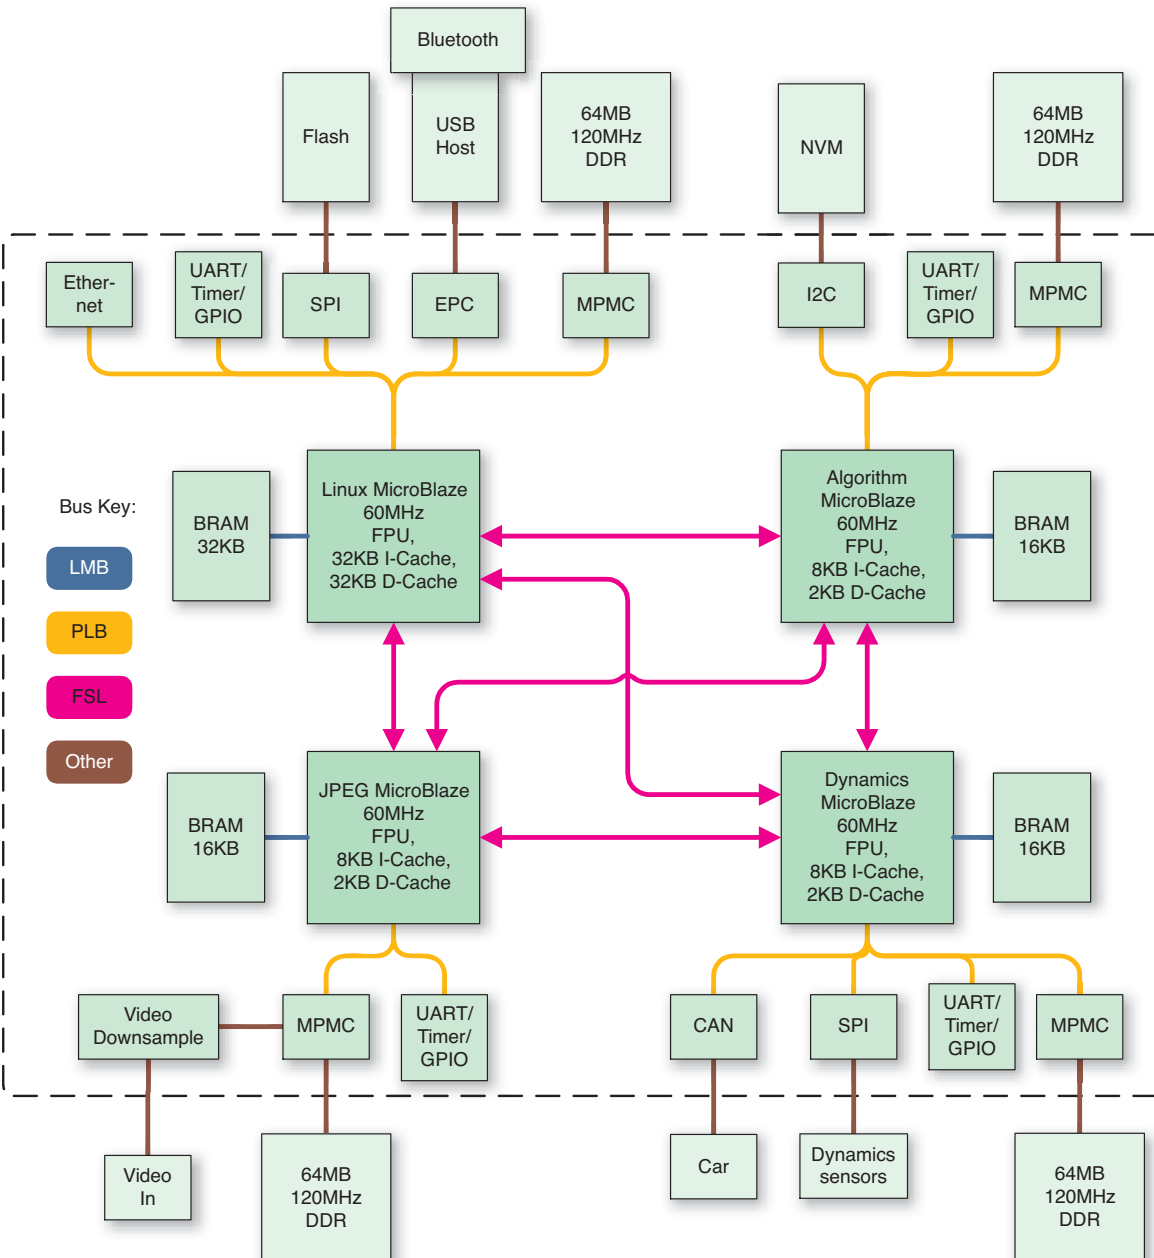 Bluetooth
Flash
USB
Host
64MB
120MHz
DDR
NVM
64MB
120MHz
DDR
Ether-
net
UART/
Timer/
GPIO
SPI
EPC
MPMC
I2C
UART/
Timer/
GPIO
MPMC
Bus Key:
LMB
PLB
FSL
Other
BRAM
32KB
Linux MicroBlaze
60MHz
FPU,
32KB I-Cache,
32KB D-Cache
Algorithm
MicroBlaze
60MHz
FPU,
8KB I-Cache,
2KB D-Cache
BRAM
16KB
BRAM
16KB
JPEG MicroBlaze
60MHz
FPU,
8KB I-Cache,
2KB D-Cache
Dynamics
MicroBlaze
60MHz
FPU,
8KB I-Cache,
2KB D-Cache
BRAM
16KB
Video
Downsample
MPMC
UART/
Timer/
GPIO
CAN
SPI
UART/
Timer/
GPIO
MPMC
Video
In
64MB
120MHz
DDR
Car
Dynamics
sensors
64MB
120MHz
DDR